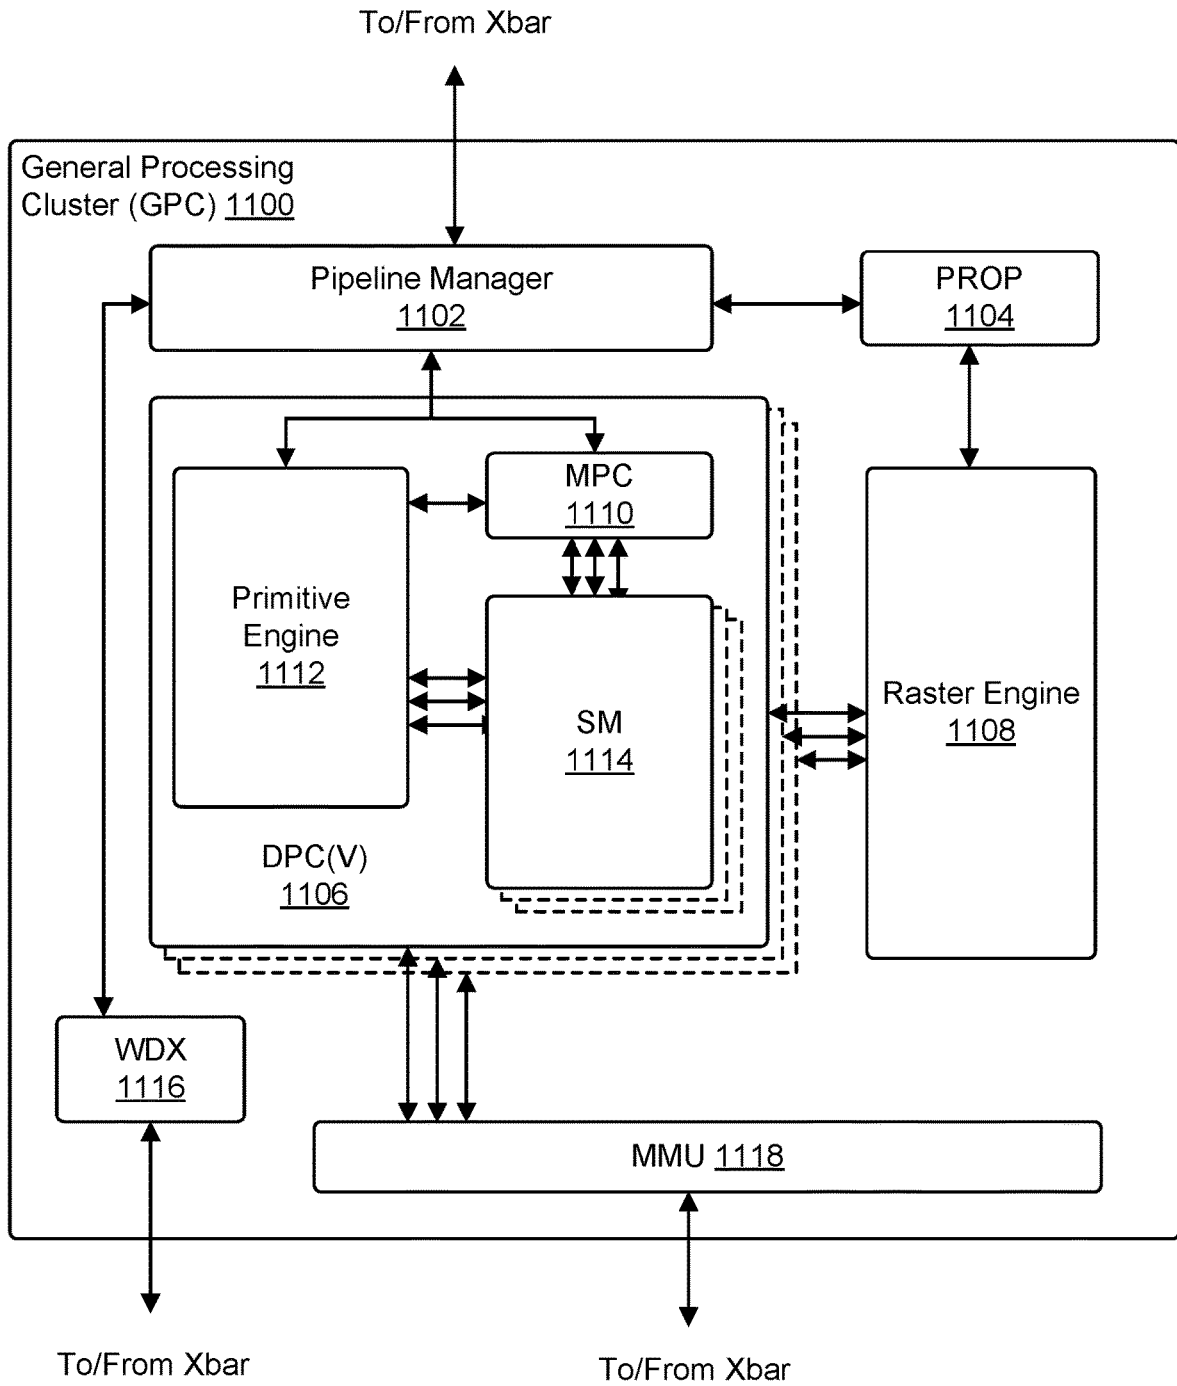 To/From Xbar
General Processing
Cluster (GPC) 1100
Pipeline Manager
1102
PROP
1104
MPC
1110
Primitive
Engine
1112
SM
1114
Raster Engine
1108
DPC(V)
1106
WDX
1116
MMU 1118
To/From Xbar
To/From Xbar